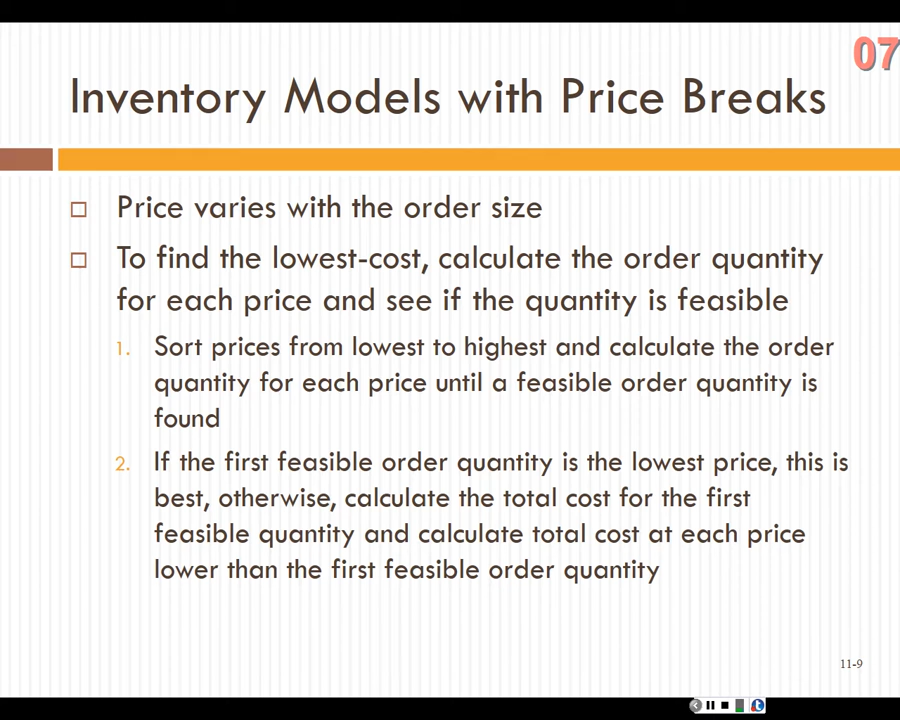 07
Inventory Models with Price Breaks
Price varies with the order size
To find the lowest-cost, calculate the order quantity
for each price and see if the quantity is feasible
1. Sort prices from lowest to highest and calculate the order
quantity for each price until a feasible order quantity is
found
2. If the first feasible order quantity is the lowest price, this is
best, otherwise, calculate the total cost for the first
feasible quantity and calculate total cost at each price
lower than the first feasible order quantity
11-9